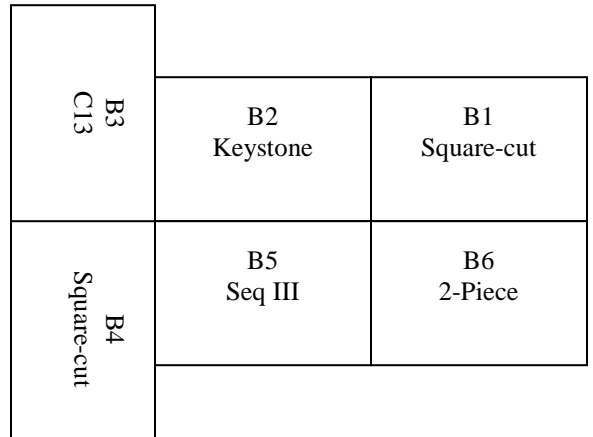 B3
C13
B2
Keystone
B1
Square-cut
B4
Square-cut
B5
Seq III
B6
2-Piece